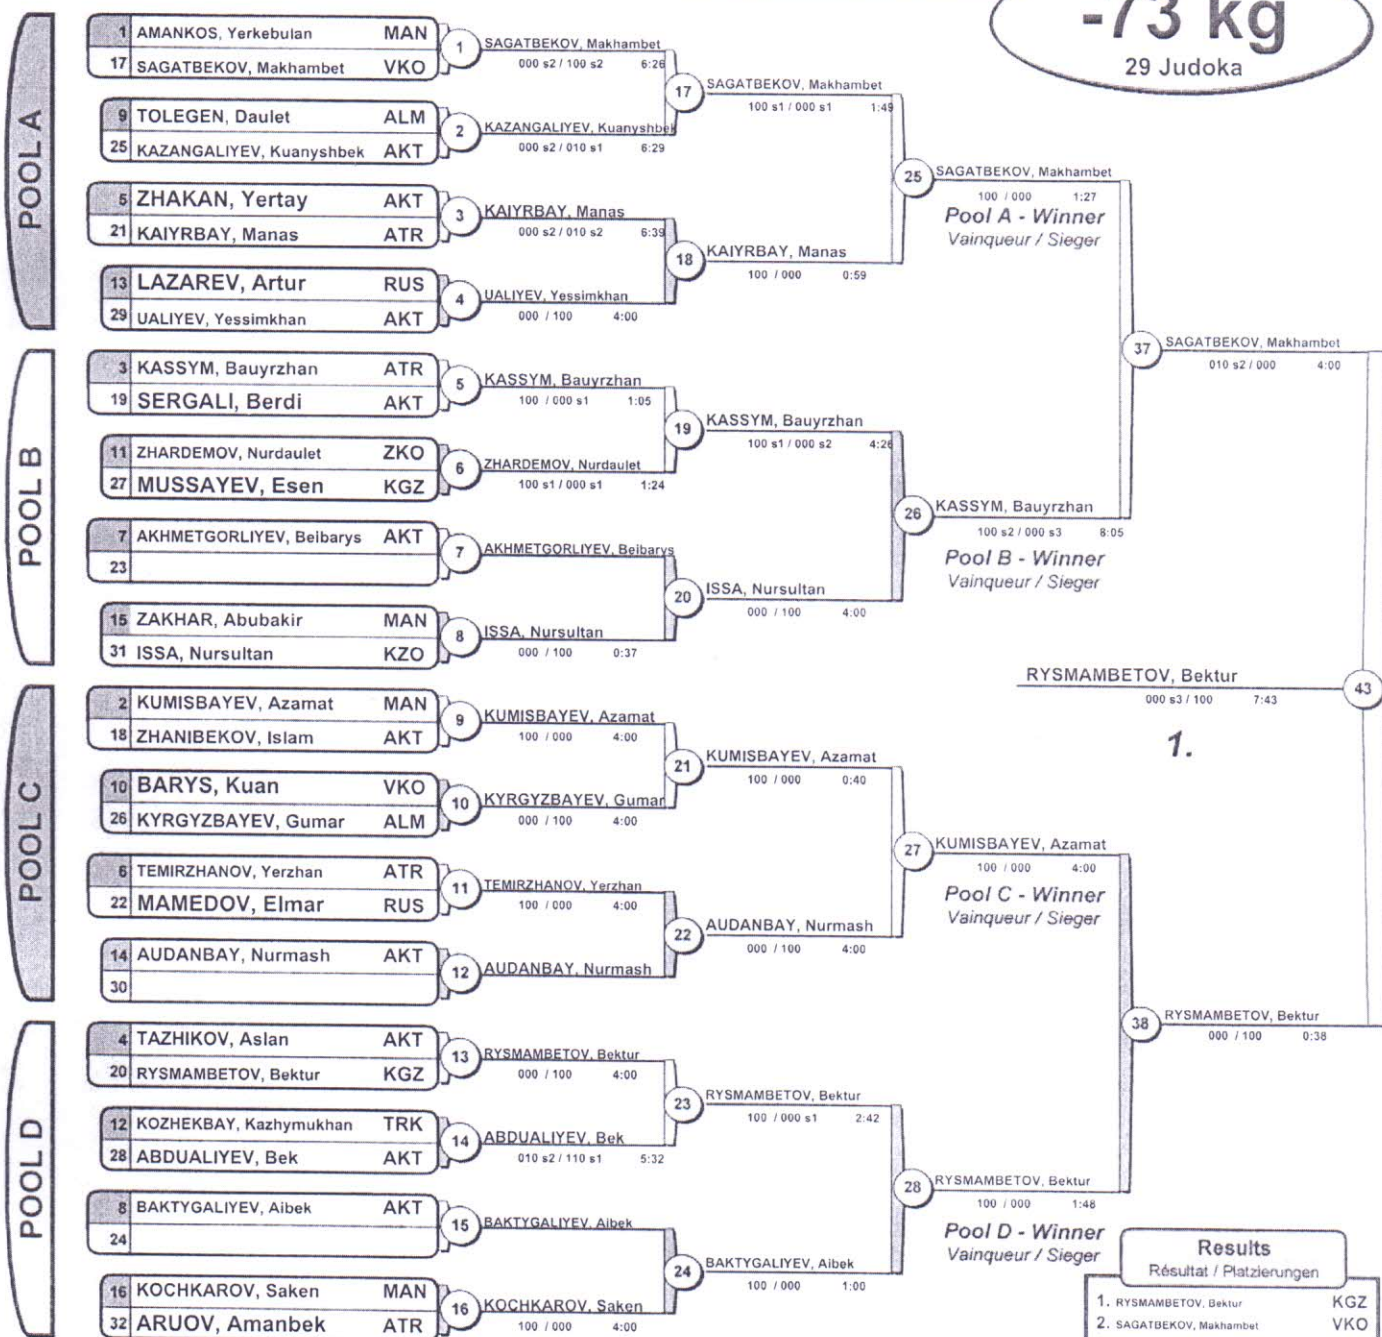 -73 kg
29 Judoka
POOL A
1 AMANKOS, Yerkebulan MAN
17 SAGATBEKOV, Makhambet VKO
1 SAGATBEKOV, Makhambet
000 s2 / 100 s2 6:26
9 TOLEGEN, Daulet ALM
25 KAZANGALIYEV, Kuanyshbek AKT
2 KAZANGALIYEV, Kuanyshbek
000 s2 / 010 s1 6:29
17 SAGATBEKOV, Makhambet
100 s1 / 000 s1 1:49
5 ZHAKAN, Yertay AKT
21 KAIYRBAY, Manas ATR
3 KAIYRBAY, Manas
000 s2 / 010 s2 6:39
13 LAZAREV, Artur RUS
29 UALIYEV, Yessimkhan AKT
4 UALIYEV, Yessimkhan
000 / 100 4:00
18 KAIYRBAY, Manas
100 / 000 0:59
25 SAGATBEKOV, Makhambet
100 / 000 1:27
Pool A - Winner
Vainqueur / Sieger
POOL B
3 KASSYM, Bauyrzhan ATR
19 SERGALI, Berdi AKT
5 KASSYM, Bauyrzhan
100 / 000 s1 1:05
11 ZHARDEMOV, Nurdaulet ZKO
27 MUSSAYEV, Esen KGZ
6 ZHARDEMOV, Nurdaulet
100 s1 / 000 s1 1:24
19 KASSYM, Bauyrzhan
100 s1 / 000 s2 4:26
7 AKHMETGORLIYEV, Beibarys AKT
23
7 AKHMETGORLIYEV, Beibarys
15 ZAKHAR, Abubakir MAN
31 ISSA, Nursultan KZO
8 ISSA, Nursultan
000 / 100 0:37
20 ISSA, Nursultan
000 / 100 4:00
26 KASSYM, Bauyrzhan
100 s2 / 000 s3 8:05
Pool B - Winner
Vainqueur / Sieger
37 SAGATBEKOV, Makhambet
010 s2 / 000 4:00
RYSMAMBETOV, Bektur 43
000 s3 / 100 7:43
1.
POOL C
2 KUMISBAYEV, Azamat MAN
18 ZHANIBEKOV, Islam AKT
9 KUMISBAYEV, Azamat
100 / 000 4:00
10 BARYS, Kuan VKO
26 KYRGYZBAYEV, Gumar ALM
10 KYRGYZBAYEV, Gumar
000 / 100 4:00
21 KUMISBAYEV, Azamat
100 / 000 0:40
6 TEMIRZHANOV, Yerzhan ATR
22 MAMEDOV, Elmar RUS
11 TEMIRZHANOV, Yerzhan
100 / 000 4:00
14 AUDANBAY, Nurmash AKT
30
12 AUDANBAY, Nurmash
22 AUDANBAY, Nurmash
000 / 100 4:00
27 KUMISBAYEV, Azamat
100 / 000 4:00
Pool C - Winner
Vainqueur / Sieger
POOL D
4 TAZHIKOV, Aslan AKT
20 RYSMAMBETOV, Bektur KGZ
13 RYSMAMBETOV, Bektur
000 / 100 4:00
12 KOZHEKBAY, Kazhymukhan TRK
28 ABDUALIYEV, Bek AKT
14 ABDUALIYEV, Bek
010 s2 / 110 s1 5:32
23 RYSMAMBETOV, Bektur
100 / 000 s1 2:42
8 BAKTYGALIYEV, Aibek AKT
24
15 BAKTYGALIYEV, Aibek
16 KOCHKAROV, Saken MAN
32 ARUOV, Amanbek ATR
16 KOCHKAROV, Saken
100 / 000 4:00
24 BAKTYGALIYEV, Aibek
100 / 000 1:00
28 RYSMAMBETOV, Bektur
100 / 000 1:48
Pool D - Winner
Vainqueur / Sieger
38 RYSMAMBETOV, Bektur
000 / 100 0:38
Results
Résultat / Platzierungen
1. RYSMAMBETOV, Bektur KGZ
2. SAGATBEKOV, Makhambet VKO